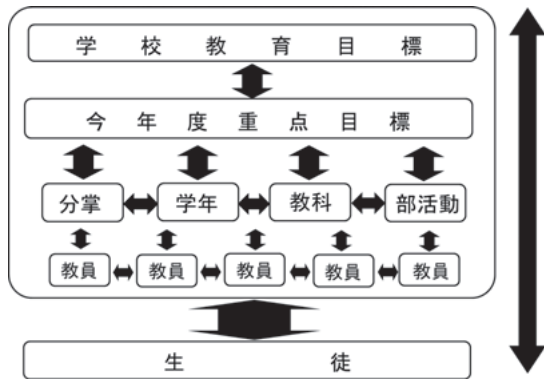 学校教育目標
今年度重点目標
分掌 学年 教科 部活動
教員 教員 教員 教員 教員
生徒